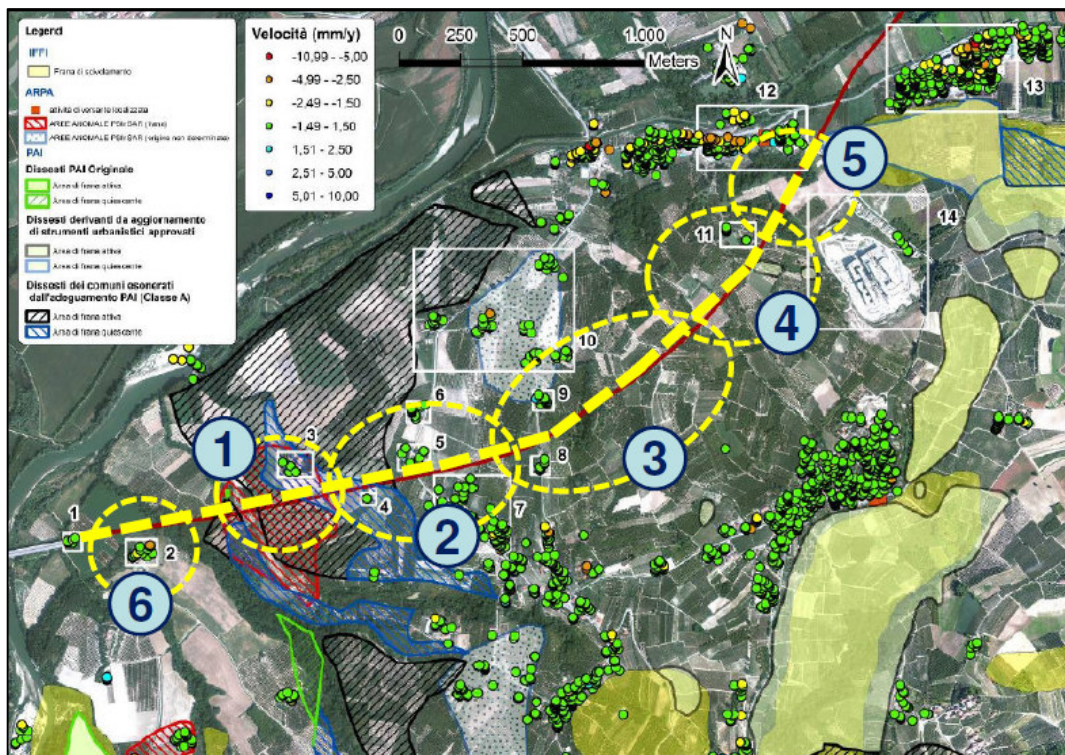 Legend
IFFI
Frana di scivolamento
ARPA
attività di versante localizzata
AREE ANOMALE PSInSAR (frana)
AREE ANOMALE PSInSAR (origine non determinata)
PAI
Dissesti PAI Originale
Area di frana attiva
Area di frana quiescente
Dissesti derivanti da aggiornamento
di strumenti urbanistici approvati
Area di frana attiva
Area di frana quiescente
Dissesti dei comuni esonerati
dall'adeguamento PAI (Classe A)
Area di frana attiva
Area di frana quiescente
Velocità (mm/y)
-10,99 - -5,00
-4,99 - -2,50
-2,49 - -1,50
-1,49 - 1,50
1,51 - 2,50
2,51 - 5,00
5,01 - 10,00
0 250 500 1.000
Meters
N
12
13
5
14
11
4
10
6
9
1
3
5
8
3
4
7
2
1
2
6